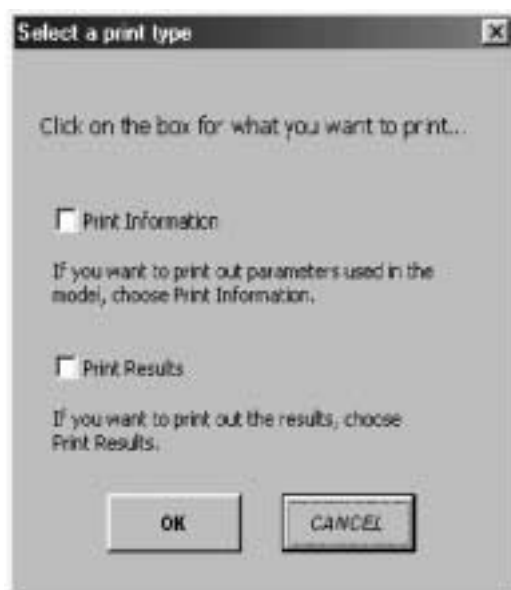 Select a print type
Click on the box for what you want to print...
Print Information
If you want to print out parameters used in the
model, choose Print Information.
Print Results
If you want to print out the results, choose
Print Results.
OK
CANCEL